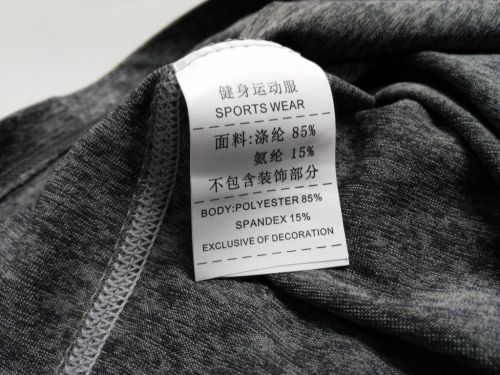 健身运动服
SPORTS WEAR
面料:涤纶 85%
氨纶 15%
不包含装饰部分
BODY:POLYESTER 85%
SPANDEX 15%
EXCLUSIVE OF DECORATION